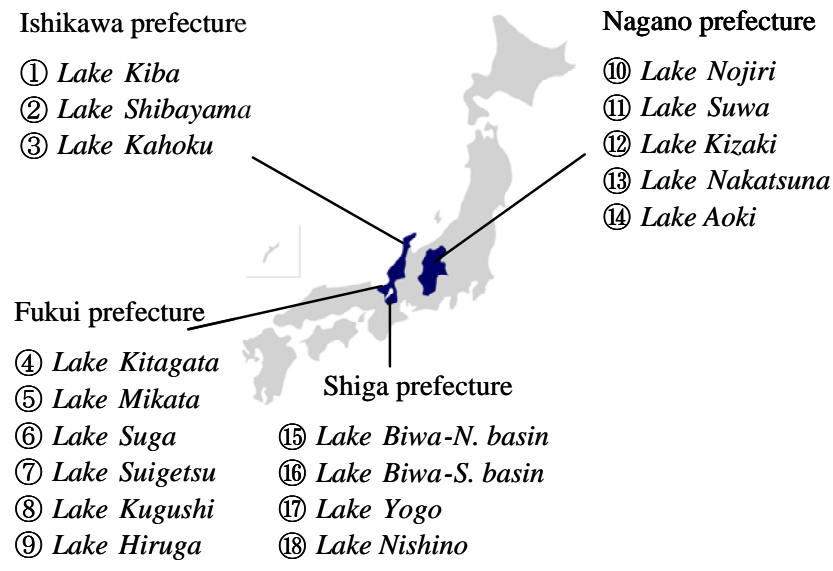 Ishikawa prefecture
① Lake Kiba
② Lake Shibayama
③ Lake Kahoku
Nagano prefecture
⑩ Lake Nojiri
⑪ Lake Suwa
⑫ Lake Kizaki
⑬ Lake Nakatsuna
⑭ Lake Aoki
Fukui prefecture
④ Lake Kitagata
⑤ Lake Mikata
⑥ Lake Suga
⑦ Lake Suigetsu
⑧ Lake Kugushi
⑨ Lake Hiruga
Shiga prefecture
⑮ Lake Biwa-N. basin
⑯ Lake Biwa-S. basin
⑰ Lake Yogo
⑱ Lake Nishino